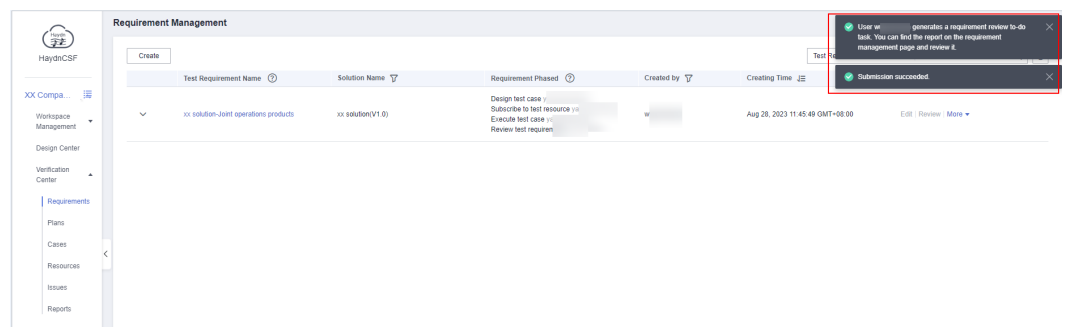 Haydn
HaydnCSF
XX Compa...
Workspace
Management
Design Center
Verification
Center
Requirements
Plans
Cases
Resources
Issues
Reports
Requirement Management
Create
Test Re
User w generates a requirement review to-do
task. You can find the report on the requirement
management page and review it.
Submission succeeded.
Test Requirement Name
Solution Name
Requirement Phased
Created by
Creating Time
xx solution-Joint operations products
xx solution(V1.0)
Design test case y
Subscribe to test resource ya
Execute test case y
Review test requiren
w
Aug 28, 2023 11:45:49 GMT+08:00
Edit Review More